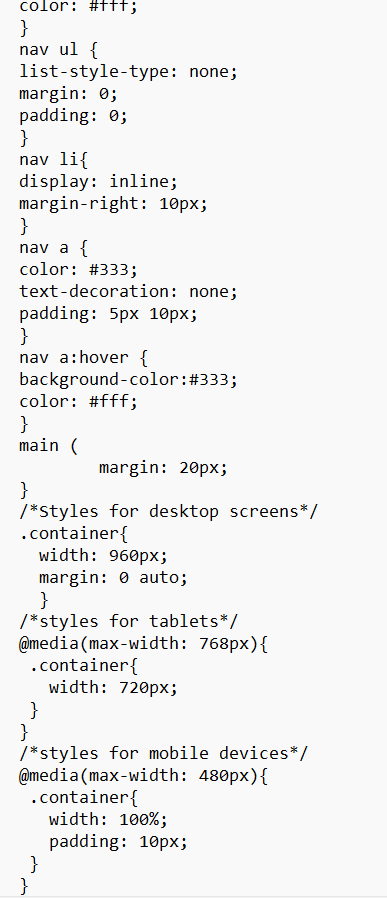 color: #fff;
}
nav ul {
list-style-type: none;
margin: 0;
padding: 0;
}
nav li{
display: inline;
margin-right: 10px;
}
nav a {
color: #333;
text-decoration: none;
padding: 5px 10px;
}
nav a:hover {
background-color:#333;
color: #fff;
}
main (
        margin: 20px;
}
/*Styles for desktop screens*/
.container{
  width: 960px;
  margin: 0 auto;
  }
/*styles for tablets*/
@media(max-width: 768px){
 .container{
   width: 720px;
 }
}
/*styles for mobile devices*/
@media(max-width: 480px){
 .container{
   width: 100%;
   padding: 10px;
 }
}